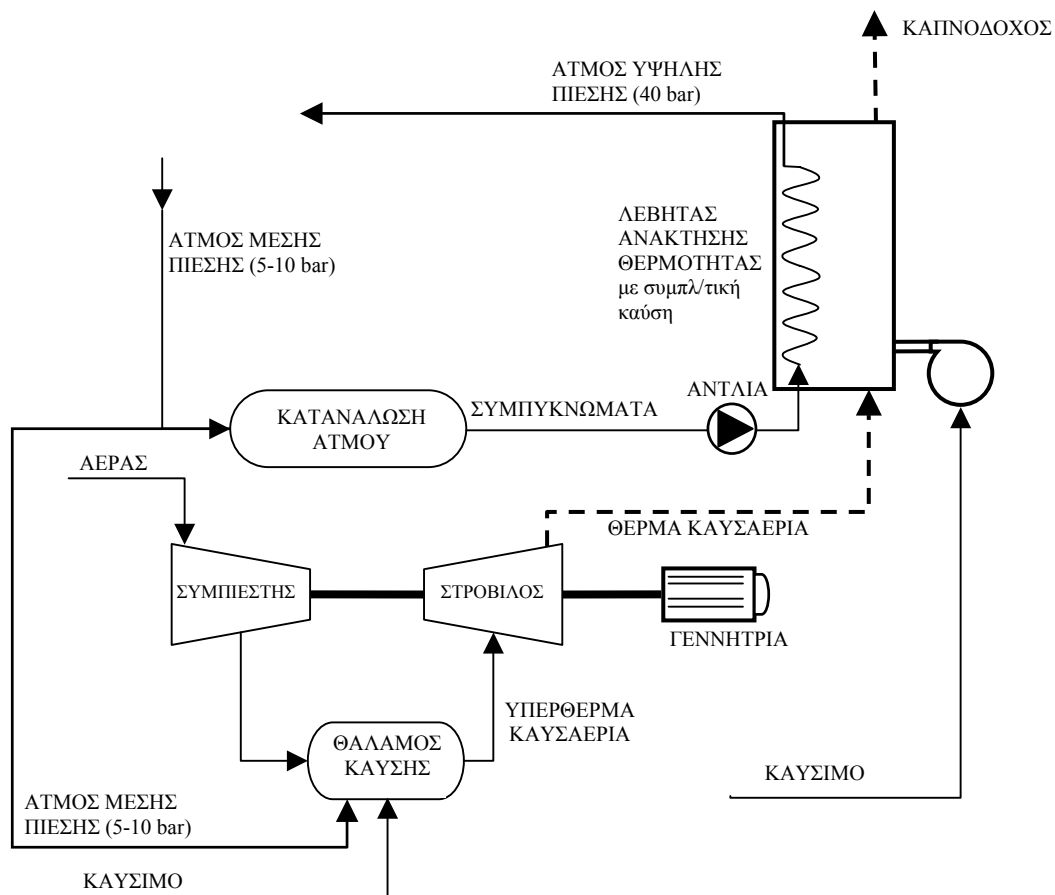 ΚΑΠΝΟΔΟΧΟΣ
ΑΤΜΟΣ ΥΨΗΛΗΣ
ΠΙΕΣΗΣ (40 bar)
ΛΕΒΗΤΑΣ
ΑΝΑΚΤΗΣΗΣ
ΘΕΡΜΟΤΗΤΑΣ
με συμπλ/τική
καύση
ΑΤΜΟΣ ΜΕΣΗΣ
ΠΙΕΣΗΣ (5-10 bar)
ΚΑΤΑΝΑΛΩΣΗ
ΑΤΜΟΥ
ΣΥΜΠΥΚΝΩΜΑΤΑ
ΑΝΤΛΙΑ
ΑΕΡΑΣ
ΘΕΡΜΑ ΚΑΥΣΑΕΡΙΑ
ΣΥΜΠΙΕΣΤΗΣ
ΣΤΡΟΒΙΛΟΣ
ΓΕΝΝΗΤΡΙΑ
ΥΠΕΡΘΕΡΜΑ
ΚΑΥΣΑΕΡΙΑ
ΘΑΛΑΜΟΣ
ΚΑΥΣΗΣ
ΚΑΥΣΙΜΟ
ΑΤΜΟΣ ΜΕΣΗΣ
ΠΙΕΣΗΣ (5-10 bar)
ΚΑΥΣΙΜΟ